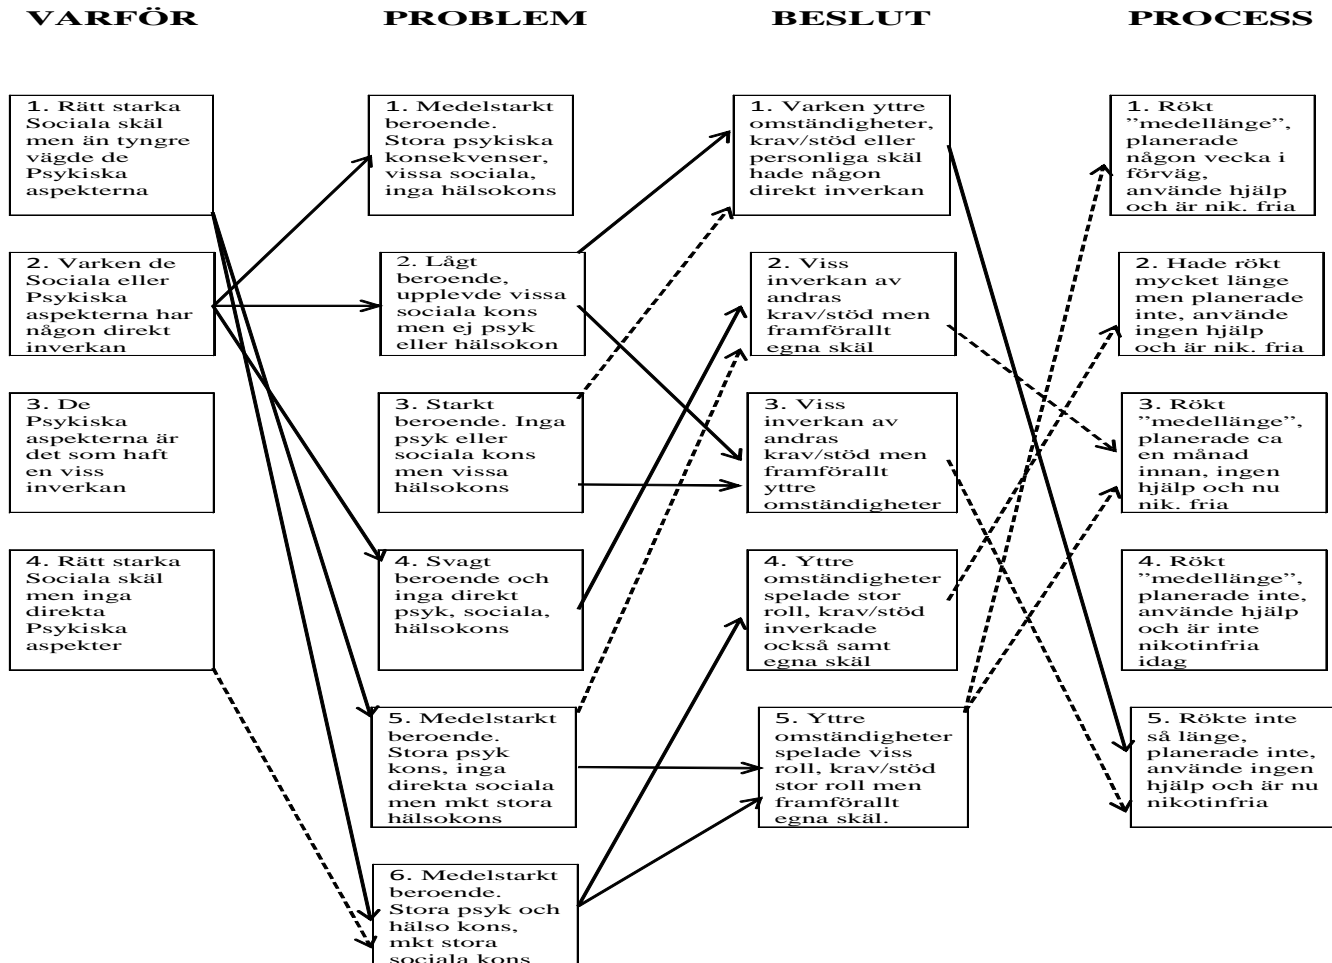 VARFÖR
PROBLEM
BESLUT
PROCESS
1. Rätt starka
Sociala skäl
men än tyngre
vägde de
Psykiska
aspekterna
2. Varken de
Sociala eller
Psykiska
aspekterna har
någon direkt
inverkan
3. De
Psykiska
aspekterna är
det som haft
en viss
inverkan
4. Rätt starka
Sociala skäl
men inga
direkta
Psykiska
aspekter
1. Medelstarkt
beroende.
Stora psykiska
konsekvenser,
vissa sociala,
inga hälsokons
2. Lågt
beroende,
upplevde vissa
sociala kons
men ej psyk
eller hälsokon
3. Starkt
beroende. Inga
psyk eller
sociala kons
men vissa
hälsokons
4. Svagt
beroende och
inga direkt
psyk, sociala,
hälsokons
5. Medelstarkt
beroende.
Stora psyk
kons, inga
direkta sociala
men mkt stora
hälsokons
6. Medelstarkt
beroende.
Stora psyk och
hälso kons,
mkt stora
sociala kons
1. Varken yttre
omständigheter,
krav/stöd eller
personliga skäl
hade någon
direkt inverkan
2. Viss
inverkan av
andras
krav/stöd men
framförallt
egna skäl
3. Viss
inverkan av
andras
krav/stöd men
framförallt
yttre
omständigheter
4. Yttre
omständigheter
spelade stor
roll, krav/stöd
inverkade
också samt
egna skäl
5. Yttre
omständigheter
spelade viss
roll, krav/stöd
stor roll men
framförallt
egna skäl.
1. Rökt
”medellänge”,
planerade
någon vecka i
förväg,
använde hjälp
och är nik. fria
2. Hade rökt
mycket länge
men planerade
inte, använde
ingen hjälp
och är nik. fria
3. Rökt
”medellänge”,
planerade ca
en månad
innan, ingen
hjälp och nu
nik. fria
4. Rökt
”medellänge”,
planerade inte,
använde hjälp
och är inte
nikotinfria
idag
5. Rökte inte
så länge,
planerade inte,
använde ingen
hjälp och är nu
nikotinfria